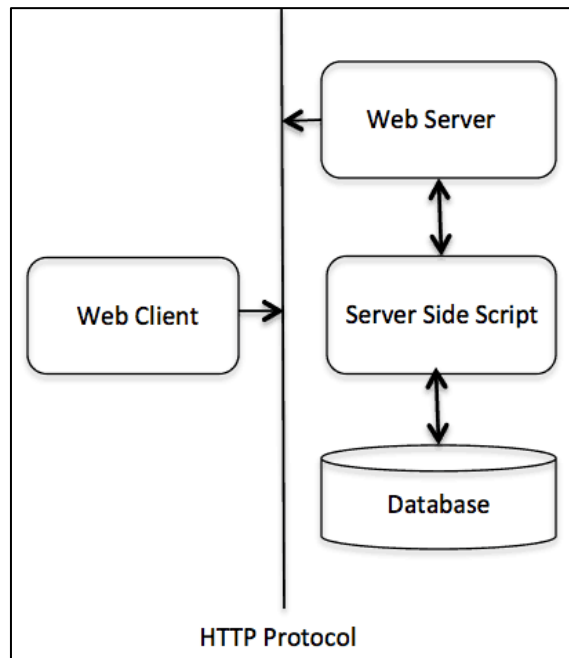 Web Server
Web Client
Server Side Script
Database
HTTP Protocol